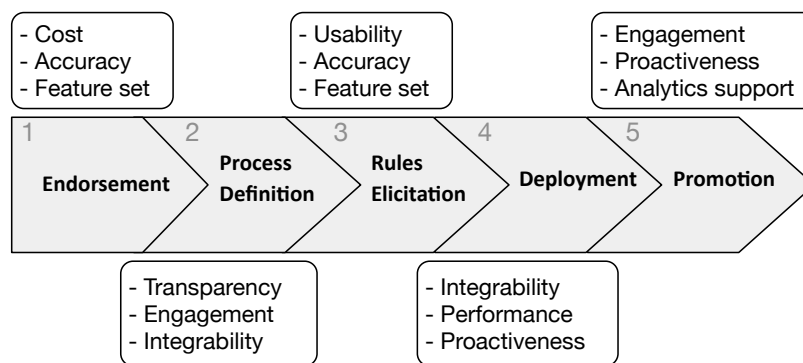 - Cost
- Accuracy
- Feature set
- Usability
- Accuracy
- Feature set
- Engagement
- Proactiveness
- Analytics support
1
Endorsement
2
Process
Definition
3
Rules
Elicitation
4
Deployment
5
Promotion
- Transparency
- Engagement
- Integrability
- Integrability
- Performance
- Proactiveness